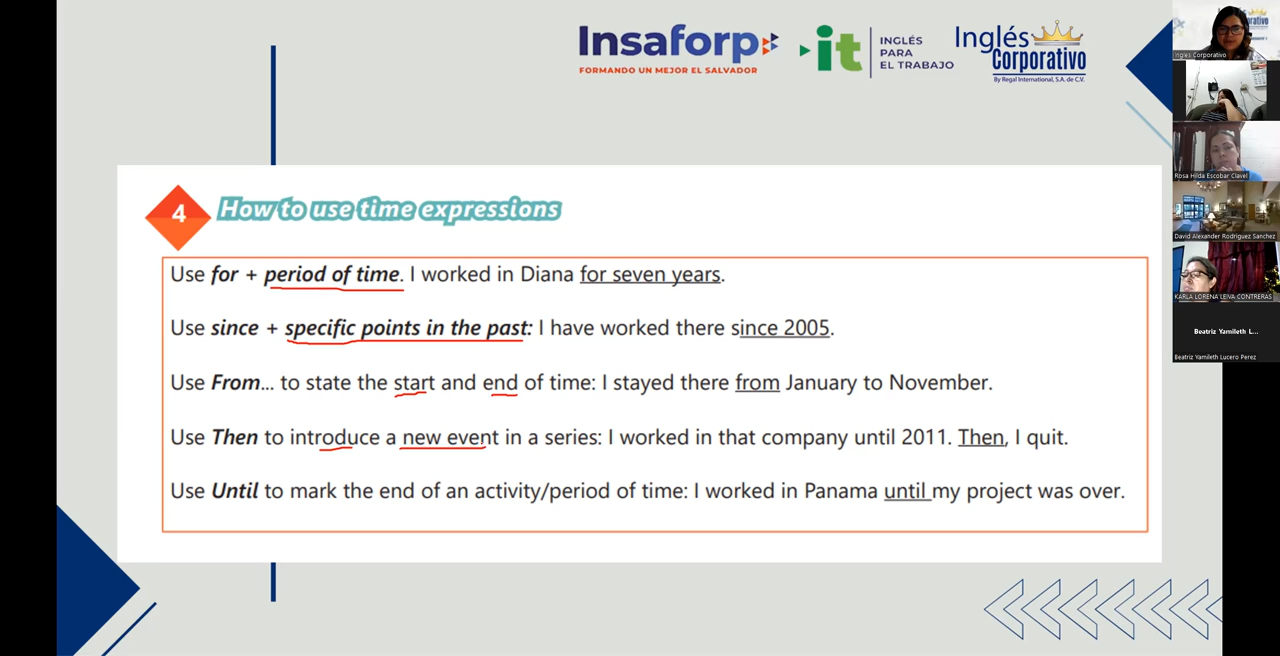 Insaforp
FORMANDO UN MEJOR EL SALVADOR
it
INGLÉS
PARA
EL TRABAJO
Inglés
Corporativo
By Regal International, S.A. de C.V.
4
How to use time expressions
Use for + period of time. I worked in Diana for seven years.
Use since + specific points in the past: I have worked there since 2005.
Use From... to state the start and end of time: I stayed there from January to November.
Use Then to introduce a new event in a series: I worked in that company until 2011. Then, I quit.
Use Until to mark the end of an activity/period of time: I worked in Panama until my project was over.
Inglés Corporativo
Rosa Hilda Escobar Clavel
David Alexander Rodriguez Sanchez
KARLA LORENA LEIVA CONTRERAS
Beatriz Yamileth L...
Beatriz Yamileth Lucero Perez